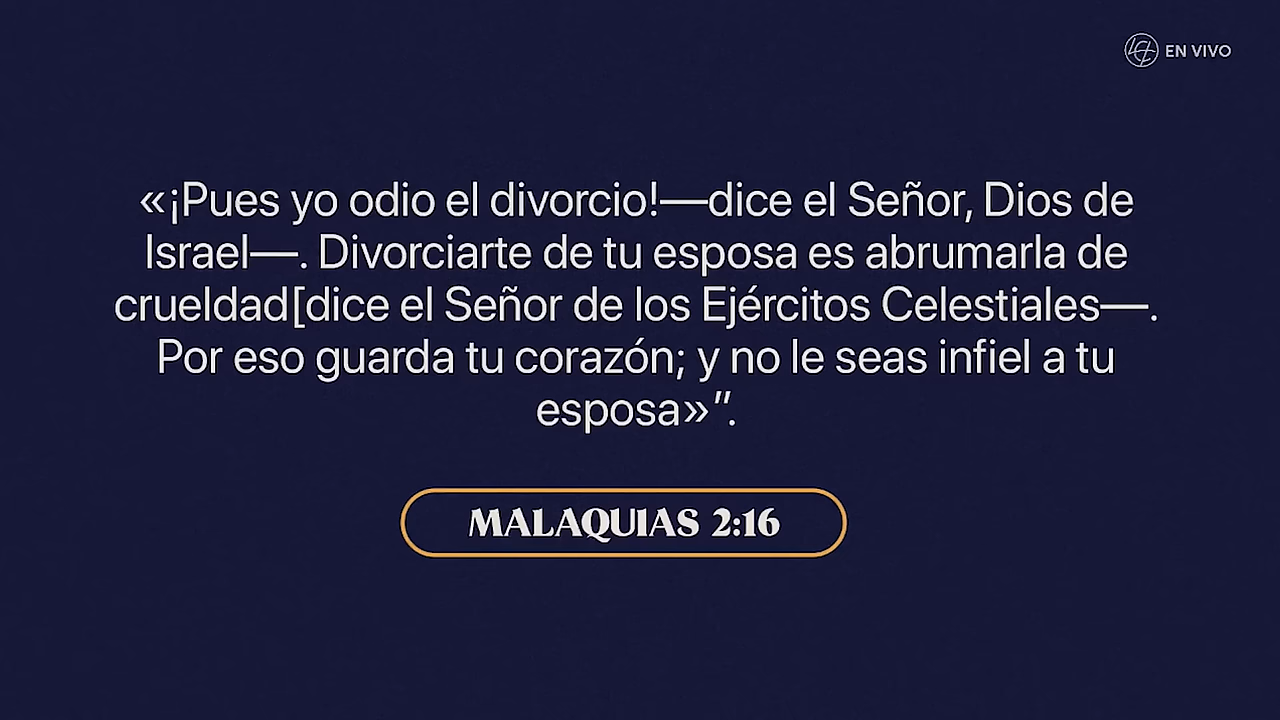 EN VIVO
«¡Pues yo odio el divorcio!—dice el Señor, Dios de
Israel—. Divorciarte de tu esposa es abrumarla de
crueldad[dice el Señor de los Ejércitos Celestiales—.
Por eso guarda tu corazón; y no le seas infiel a tu
esposa»”.
MALAQUIAS 2:16